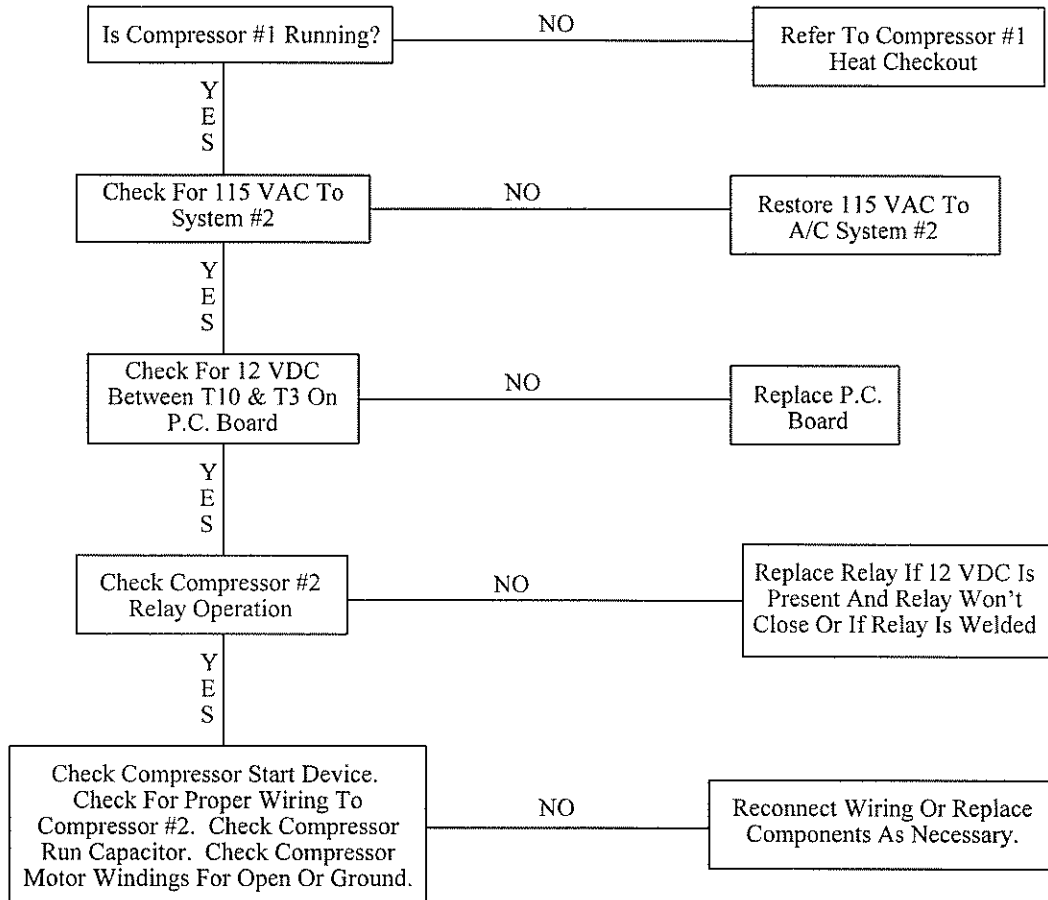 Is Compressor #1 Running?
NO
Refer To Compressor #1
Heat Checkout
YES
Check For 115 VAC To
System #2
NO
Restore 115 VAC To
A/C System #2
YES
Check For 12 VDC
Between T10 & T3 On
P.C. Board
NO
Replace P.C.
Board
YES
Check Compressor #2
Relay Operation
NO
Replace Relay If 12 VDC Is
Present And Relay Won't
Close Or If Relay Is Welded
YES
Check Compressor Start Device.
Check For Proper Wiring To
Compressor #2. Check Compressor
Run Capacitor. Check Compressor
Motor Windings For Open Or Ground.
NO
Reconnect Wiring Or Replace
Components As Necessary.